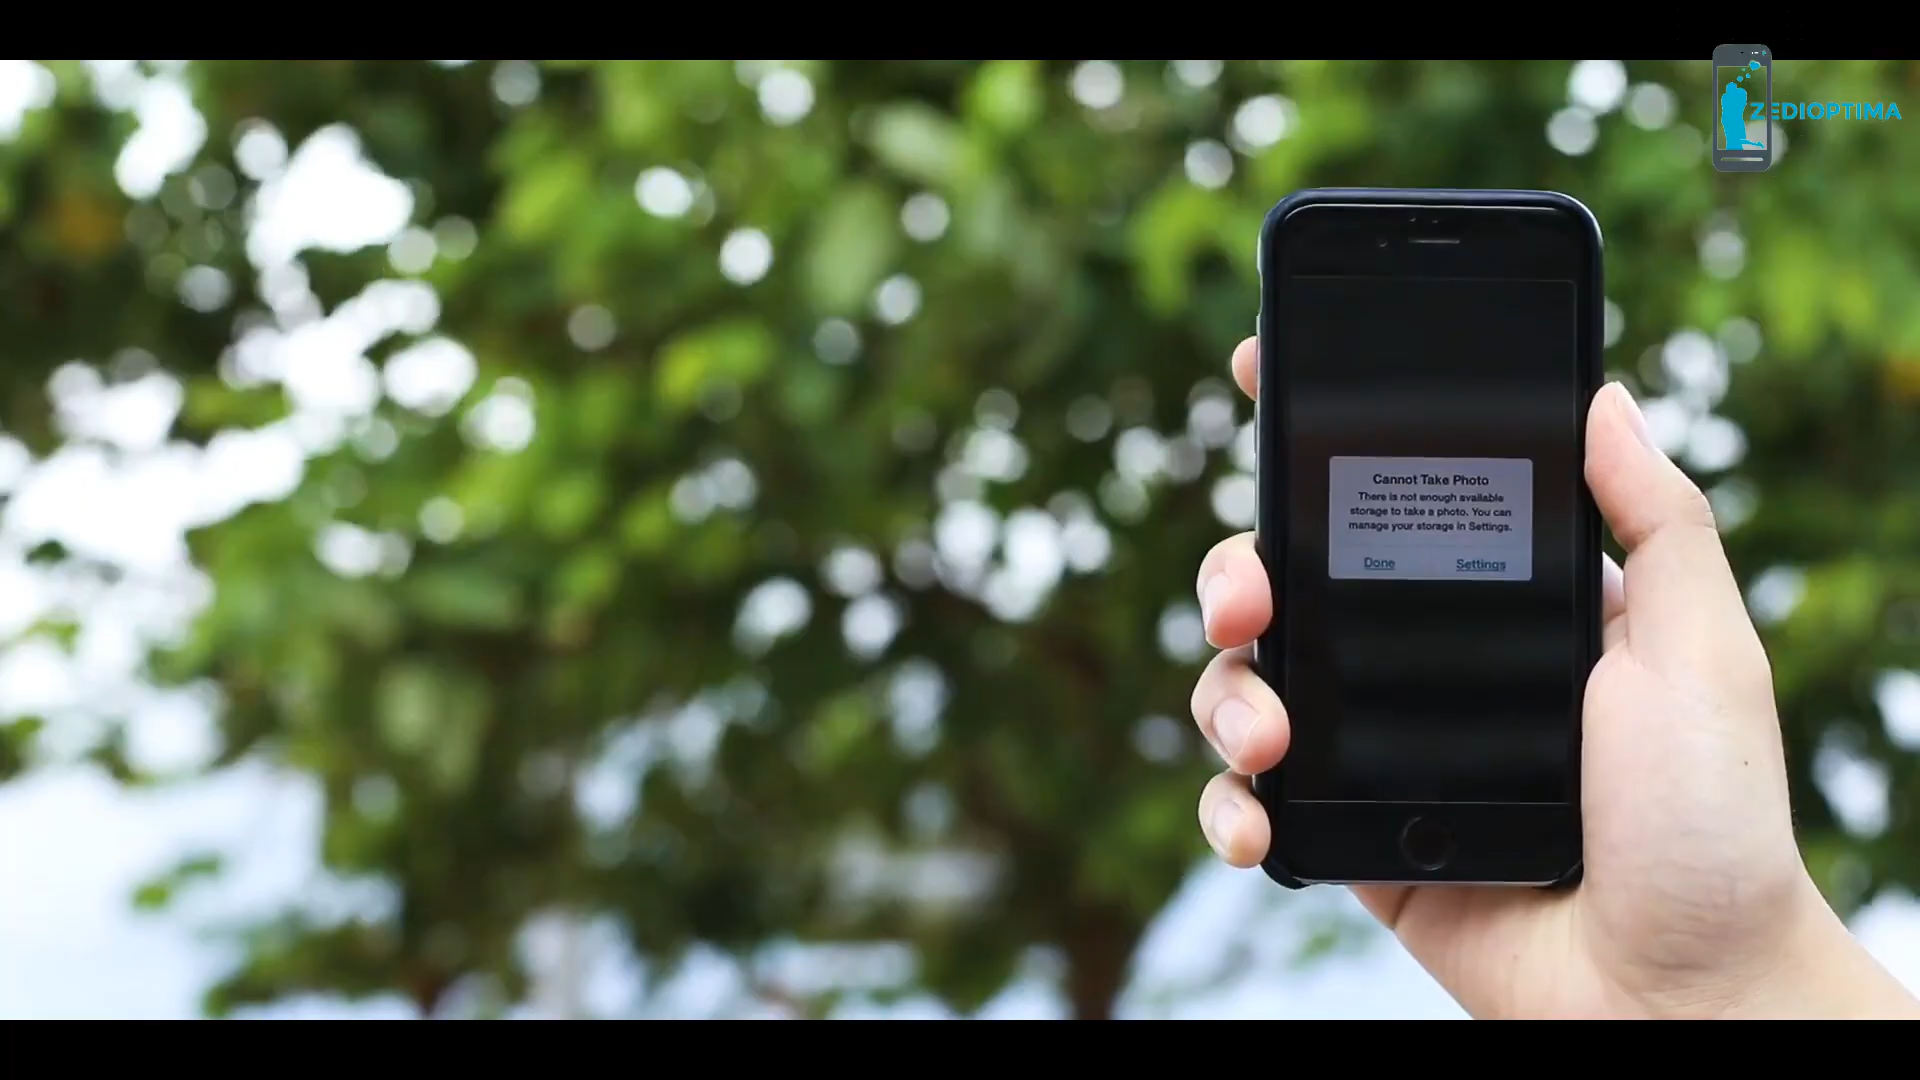 ZEDIOPTIMA
Cannot Take Photo
There is not enough available
storage to take a photo. You can
manage your storage in Settings.
Done Settings